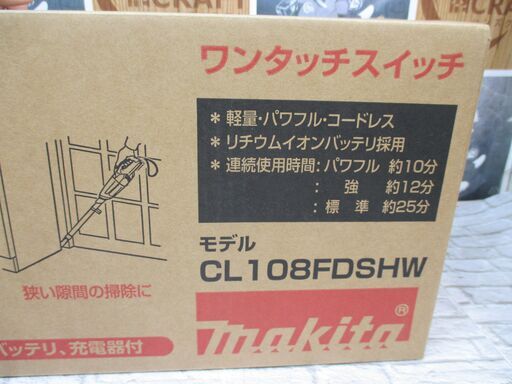 ワンタッチスイッチ
＊軽量・パワフル・コードレス
＊リチウムイオンバッテリ採用
＊連続使用時間：パワフル 約10分
：強 約12分
：標準 約25分
モデル
CL108FDSHW
狭い隙間の掃除に
makita®
バッテリ、充電器付